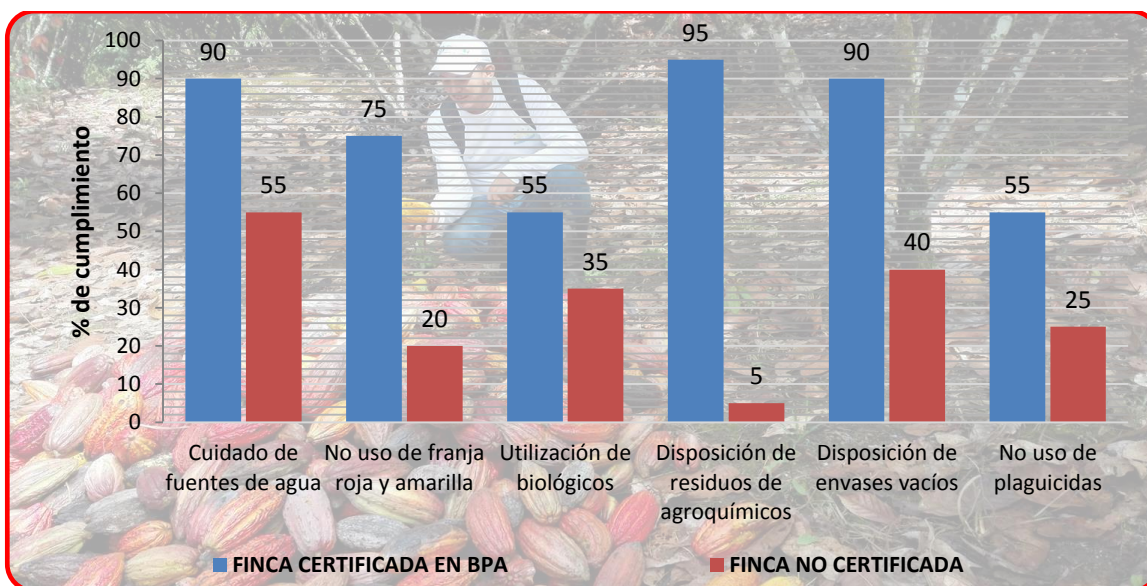 % de cumplimiento
100
90
80
70
60
50
40
30
20
10
0
90
55
75
20
55
35
95
5
90
40
55
25
Cuidado de
fuentes de agua
No uso de franja
roja y amarilla
Utilización de
biológicos
Disposición de
residuos de
agroquímicos
Disposición de
envases vacíos
No uso de
plaguicidas
FINCA CERTIFICADA EN BPA
FINCA NO CERTIFICADA